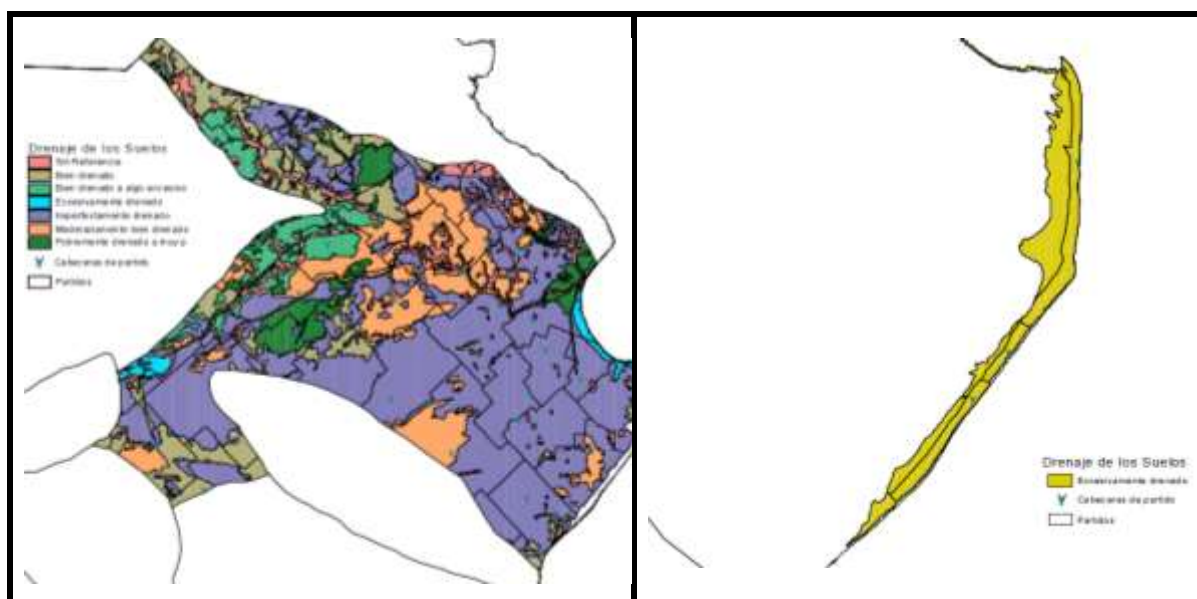 Drenaje de los Suelos
Sin Referencia
Bien drenado
Bien drenado a algo excesivo
Excesivamente drenado
Imperfectamente drenado
Moderadamente bien drenado
Pobremente drenado a muy p
Cabeceras de partido
Partidos
Drenaje de los Suelos
Excesivamente drenado
Cabeceras de partido
Partidos